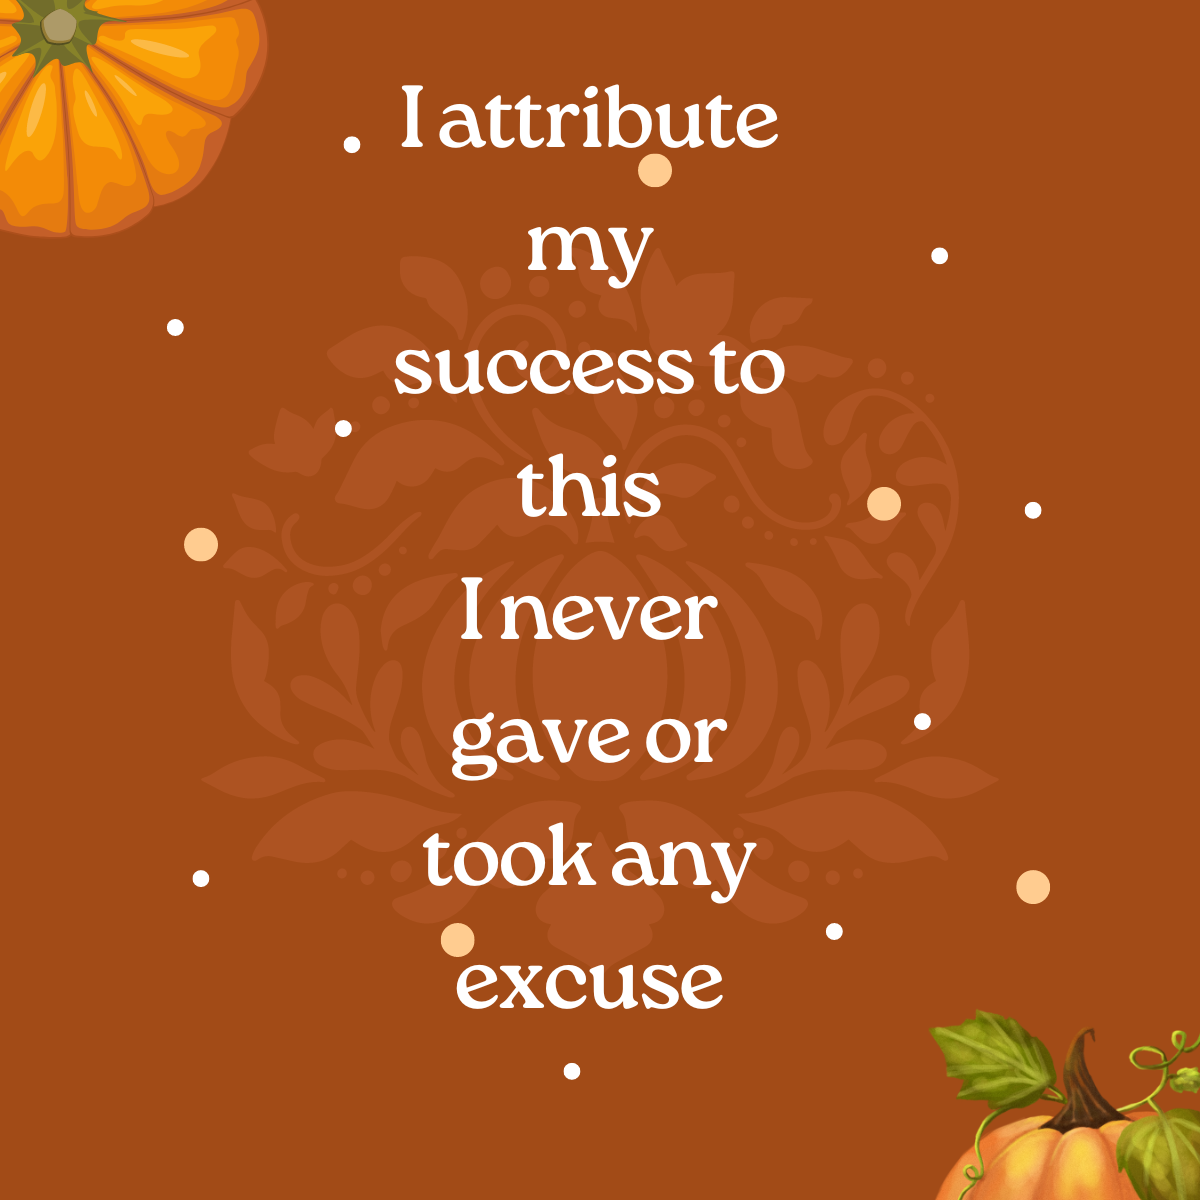 I attribute
my
success to
this
I never
gave or
took any
excuse